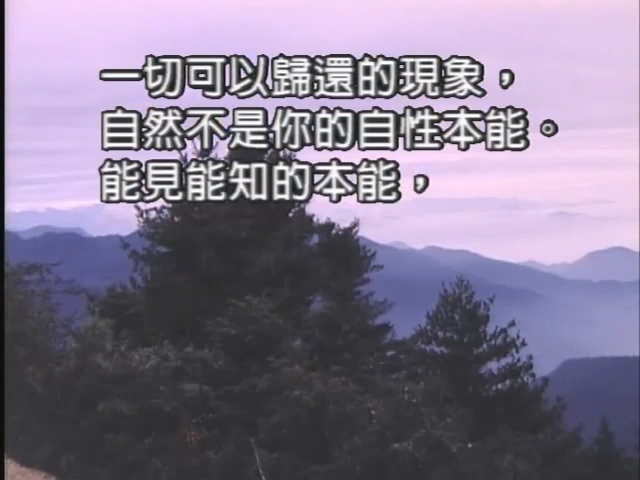 一切可以歸還的現象，
自然不是你的自性本能。
能見能知的本能，